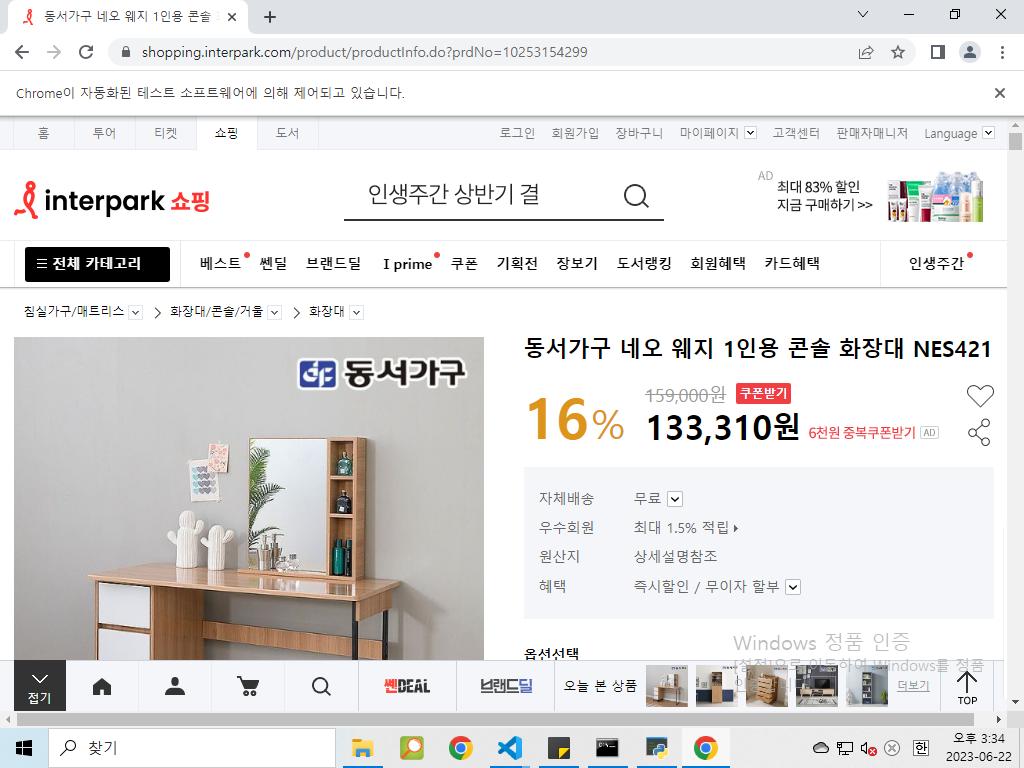 동서가구 네오 웨지 1인용 콘솔
shopping.interpark.com/product/productInfo.do?prdNo=10253154299
Chrome이 자동화된 테스트 소프트웨어에 의해 제어되고 있습니다.
홈 투어 티켓 쇼핑 도서 로그인 회원가입 장바구니 마이페이지 고객센터 판매자매니저 Language
interpark 쇼핑
인생주간 상반기 결
AD 최대 83% 할인
지금 구매하기 >>
전체 카테고리 베스트 쎈딜 브랜드딜 I prime 쿠폰 기획전 장보기 도서랭킹 회원혜택 카드혜택 인생주간
침실가구/매트리스 화장대/콘솔/거울 화장대
동서가구
동서가구 네오 웨지 1인용 콘솔 화장대 NES421
16% 159,000원 쿠폰받기
133,310원 6천원 중복쿠폰받기 AD
자체배송 무료
우수회원 최대 1.5% 적립
원산지 상세설명참조
혜택 즉시할인 / 무이자 할부
옵션선택
Windows 정품 인증
[설정]으로 이동하여 Windows를 정품
접기 쎈DEAL 브랜드딜 오늘 본 상품 더보기 TOP
찾기
한
오후 3:34
2023-06-22